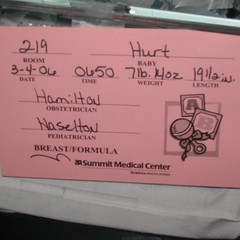 219 Hurt
ROOM BABY
3-4-06 0650 7lb. 14oz 19 1/2 in.
DATE TIME WEIGHT LENGTH
Hamilton
OBSTETRICIAN
Naselton
PEDIATRICIAN
BREAST/FORMULA
Summit Medical Center